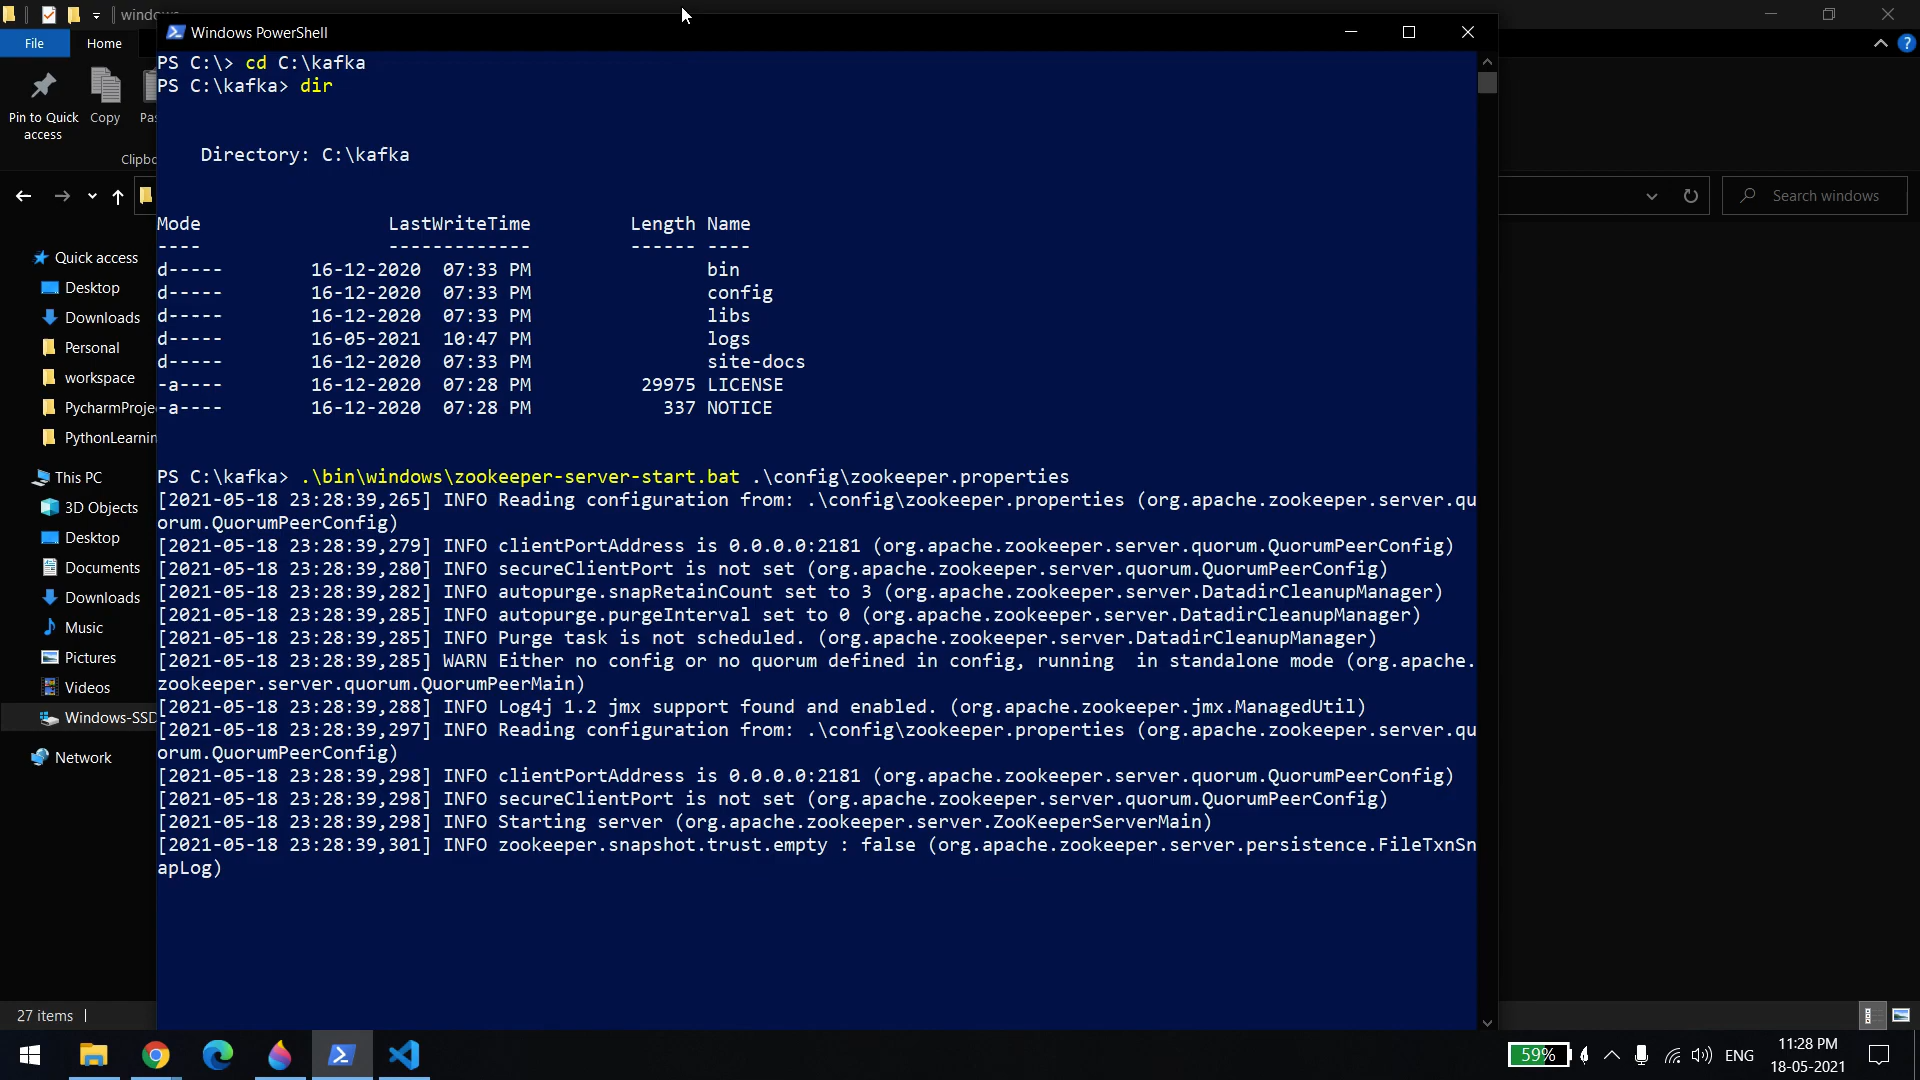 windows
Windows PowerShell
File
Home
Pin to Quick access
Copy
Pas
Clipbo
Search windows
Quick access
Desktop
Downloads
Personal
workspace
PycharmProje
PythonLearnin
This PC
3D Objects
Desktop
Documents
Downloads
Music
Pictures
Videos
Windows-SSD
Network
27 items
PS C:\> cd C:\kafka
PS C:\kafka> dir
Directory: C:\kafka
Mode LastWriteTime Length Name
---- ------------- ------ ----
d----- 16-12-2020 07:33 PM bin
d----- 16-12-2020 07:33 PM config
d----- 16-12-2020 07:33 PM libs
d----- 16-05-2021 10:47 PM logs
d----- 16-12-2020 07:33 PM site-docs
-a---- 16-12-2020 07:28 PM 29975 LICENSE
-a---- 16-12-2020 07:28 PM 337 NOTICE
PS C:\kafka> .\bin\windows\zookeeper-server-start.bat .\config\zookeeper.properties
[2021-05-18 23:28:39,265] INFO Reading configuration from: .\config\zookeeper.properties (org.apache.zookeeper.server.qu
orum.QuorumPeerConfig)
[2021-05-18 23:28:39,279] INFO clientPortAddress is 0.0.0.0:2181 (org.apache.zookeeper.server.quorum.QuorumPeerConfig)
[2021-05-18 23:28:39,280] INFO secureClientPort is not set (org.apache.zookeeper.server.quorum.QuorumPeerConfig)
[2021-05-18 23:28:39,282] INFO autopurge.snapRetainCount set to 3 (org.apache.zookeeper.server.DatadirCleanupManager)
[2021-05-18 23:28:39,285] INFO autopurge.purgeInterval set to 0 (org.apache.zookeeper.server.DatadirCleanupManager)
[2021-05-18 23:28:39,285] INFO Purge task is not scheduled. (org.apache.zookeeper.server.DatadirCleanupManager)
[2021-05-18 23:28:39,285] WARN Either no config or no quorum defined in config, running  in standalone mode (org.apache.
zookeeper.server.quorum.QuorumPeerMain)
[2021-05-18 23:28:39,288] INFO Log4j 1.2 jmx support found and enabled. (org.apache.zookeeper.jmx.ManagedUtil)
[2021-05-18 23:28:39,297] INFO Reading configuration from: .\config\zookeeper.properties (org.apache.zookeeper.server.qu
orum.QuorumPeerConfig)
[2021-05-18 23:28:39,298] INFO clientPortAddress is 0.0.0.0:2181 (org.apache.zookeeper.server.quorum.QuorumPeerConfig)
[2021-05-18 23:28:39,298] INFO secureClientPort is not set (org.apache.zookeeper.server.quorum.QuorumPeerConfig)
[2021-05-18 23:28:39,298] INFO Starting server (org.apache.zookeeper.server.ZooKeeperServerMain)
[2021-05-18 23:28:39,301] INFO zookeeper.snapshot.trust.empty : false (org.apache.zookeeper.server.persistence.FileTxnSn
apLog)
59%
ENG
11:28 PM
18-05-2021